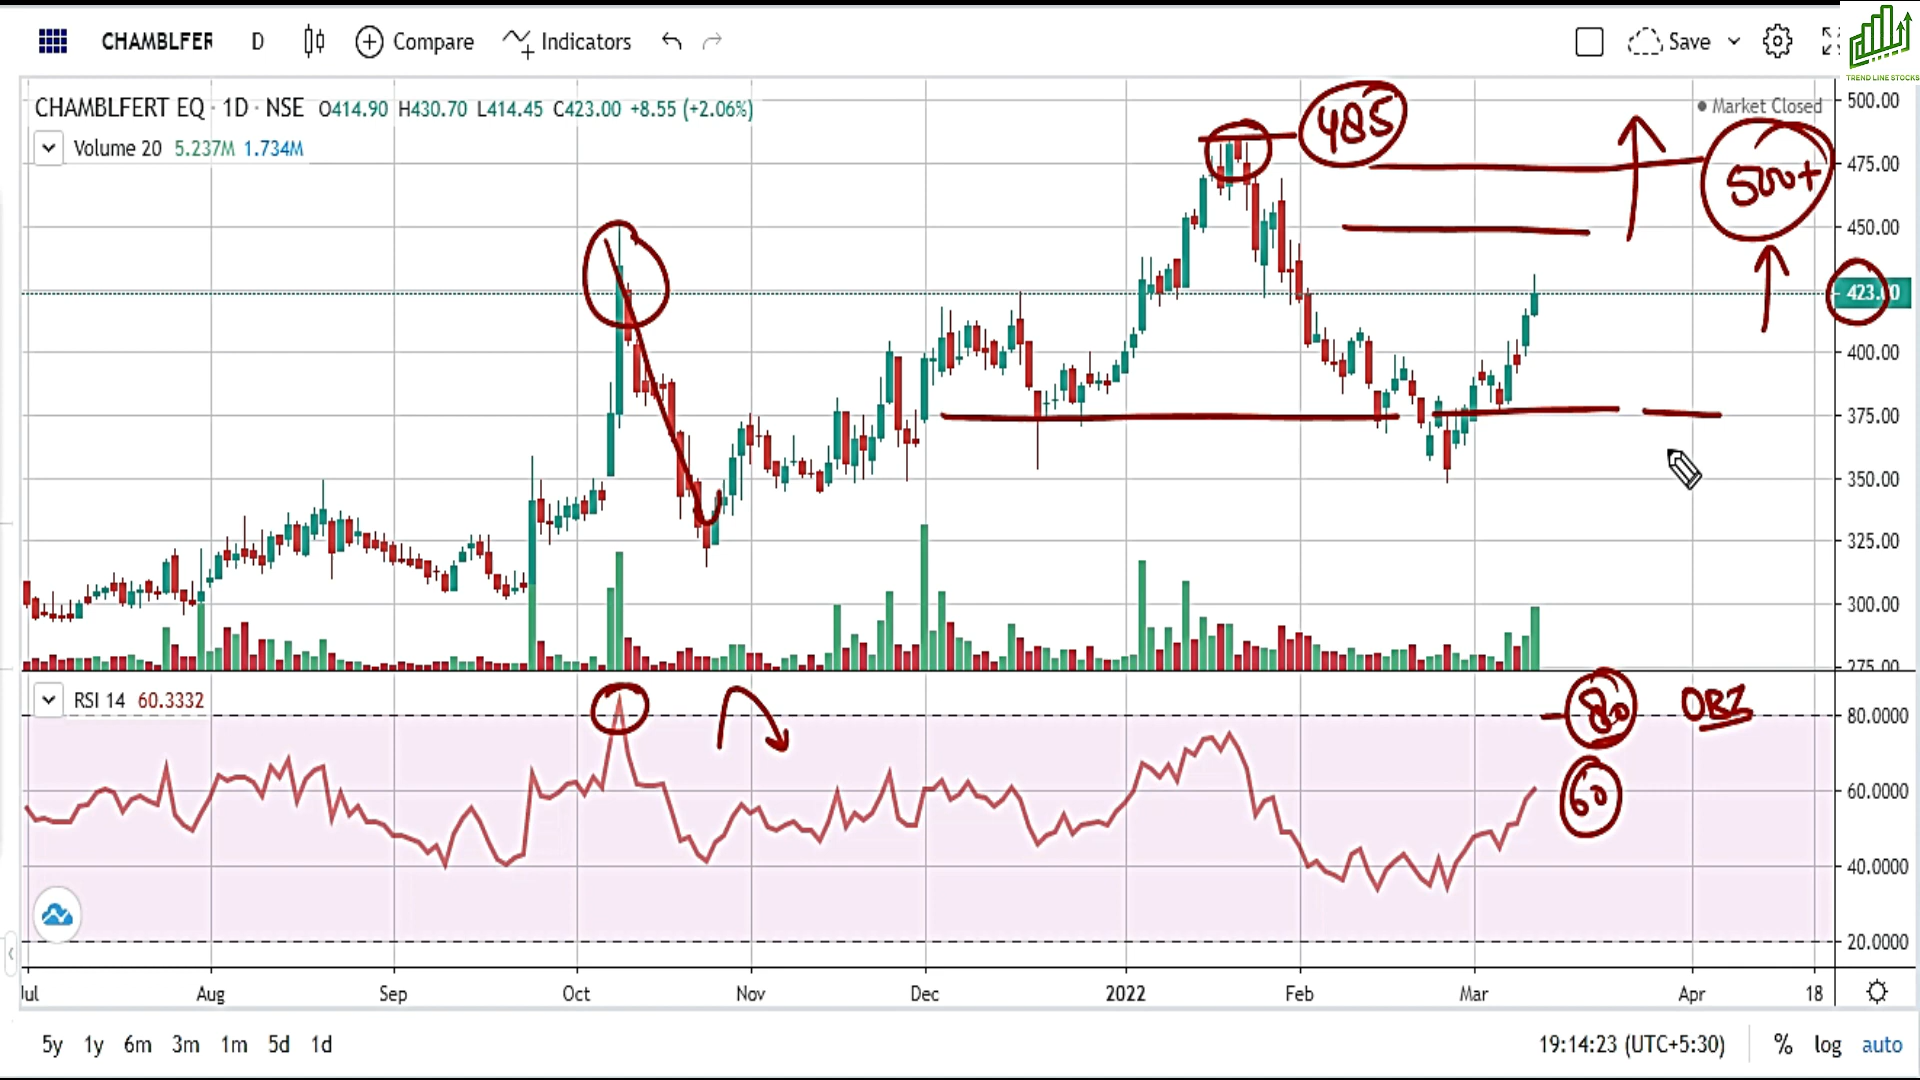 CHAMBLFER D Compare Indicators Save
TREND LINE STOCKS
CHAMBLFERT EQ · 1D · NSE O414.90 H430.70 L414.45 C423.00 +8.55 (+2.06%)
Market Closed
Volume 20 5.237M 1.734M
485
500+
500.00
475.00
450.00
423.00
400.00
375.00
350.00
325.00
300.00
275.00
RSI 14 60.3332
80
OBZ
60
80.0000
60.0000
40.0000
20.0000
Jul Aug Sep Oct Nov Dec 2022 Feb Mar Apr 18
5y 1y 6m 3m 1m 5d 1d 19:14:23 (UTC+5:30) % log auto